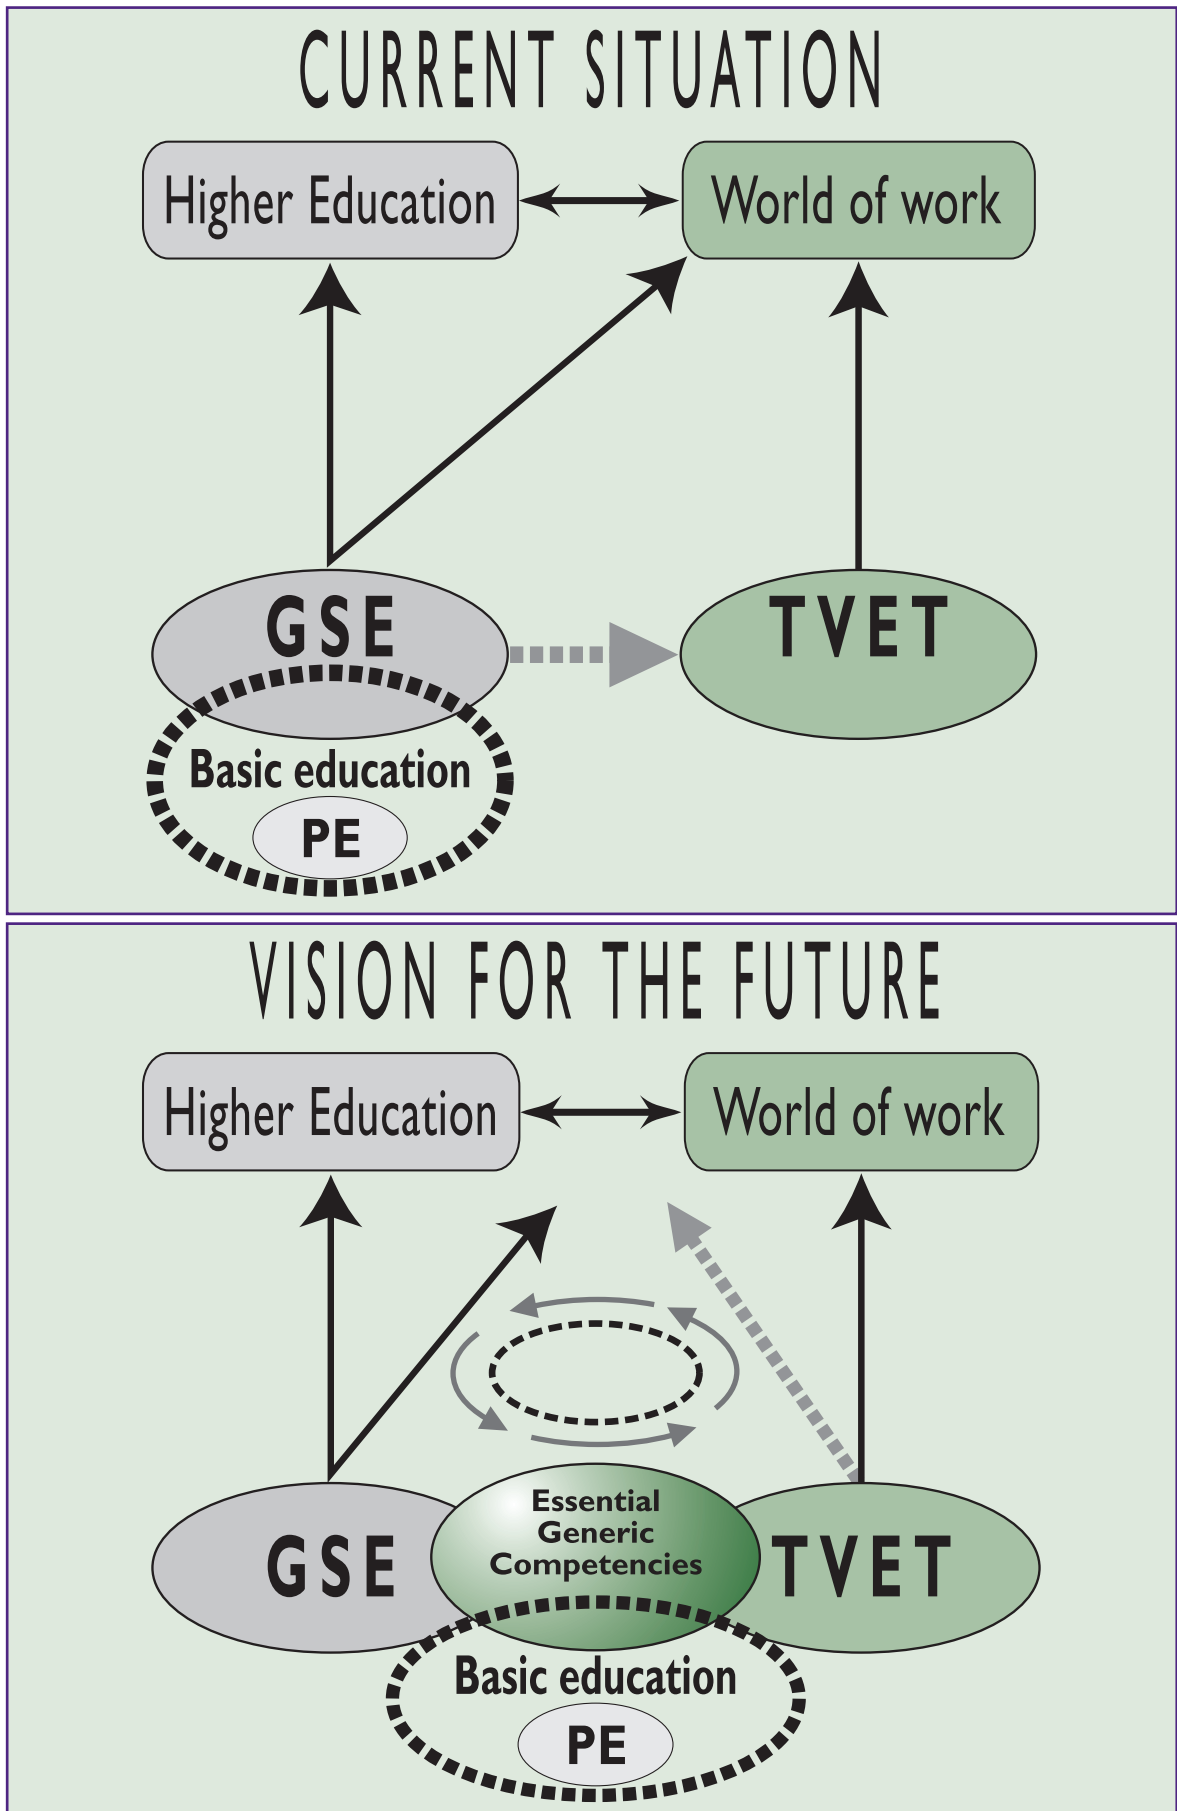 CURRENT SITUATION
Higher Education
World of work
GSE
TVET
Basic education
PE
VISION FOR THE FUTURE
Higher Education
World of work
Essential
Generic
Competencies
GSE
TVET
Basic education
PE